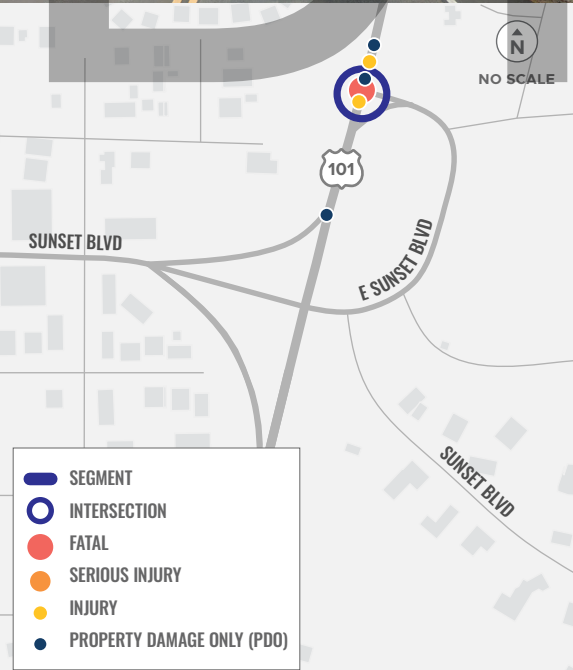 N
NO SCALE
101
SUNSET BLVD
E SUNSET BLVD
SUNSET BLVD
SEGMENT
INTERSECTION
FATAL
SERIOUS INJURY
INJURY
PROPERTY DAMAGE ONLY (PDO)